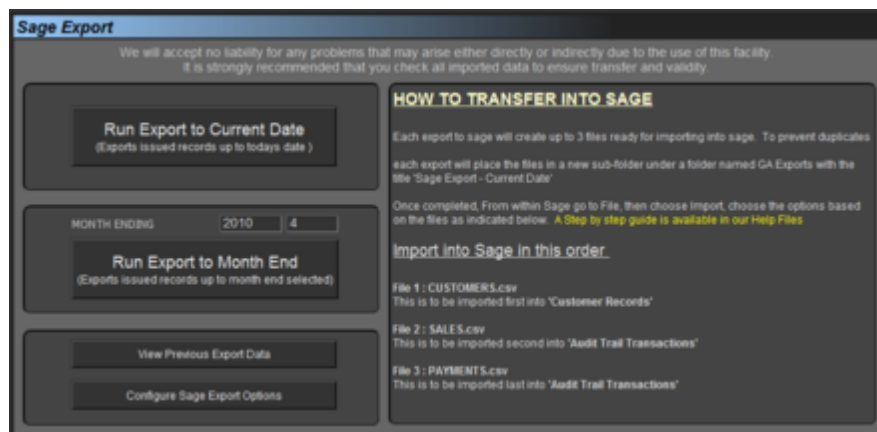 Sage Export
We will accept no liability for any problems that may arise either directly or indirectly due to the use of this facility.
It is strongly recommended that you check all imported data to ensure transfer and validity.
Run Export to Current Date
(Exports issued records up to todays date )
MONTH ENDING 2010 4
Run Export to Month End
(Exports issued records up to month end selected)
View Previous Export Data
Configure Sage Export Options
HOW TO TRANSFER INTO SAGE
Each export to sage will create up to 3 files ready for importing into sage. To prevent duplicates
each export will place the files in a new sub-folder under a folder named GA Exports with the
title 'Sage Export - Current Date'
Once completed, From within Sage go to File, then choose Import, choose the options based
on the files as indicated below. A Step by step guide is available in our Help Files
Import into Sage in this order
File 1 : CUSTOMERS.csv
This is to be imported first into 'Customer Records'
File 2 : SALES.csv
This is to be imported second into 'Audit Trail Transactions'
File 3 : PAYMENTS.csv
This is to be imported last into 'Audit Trail Transactions'